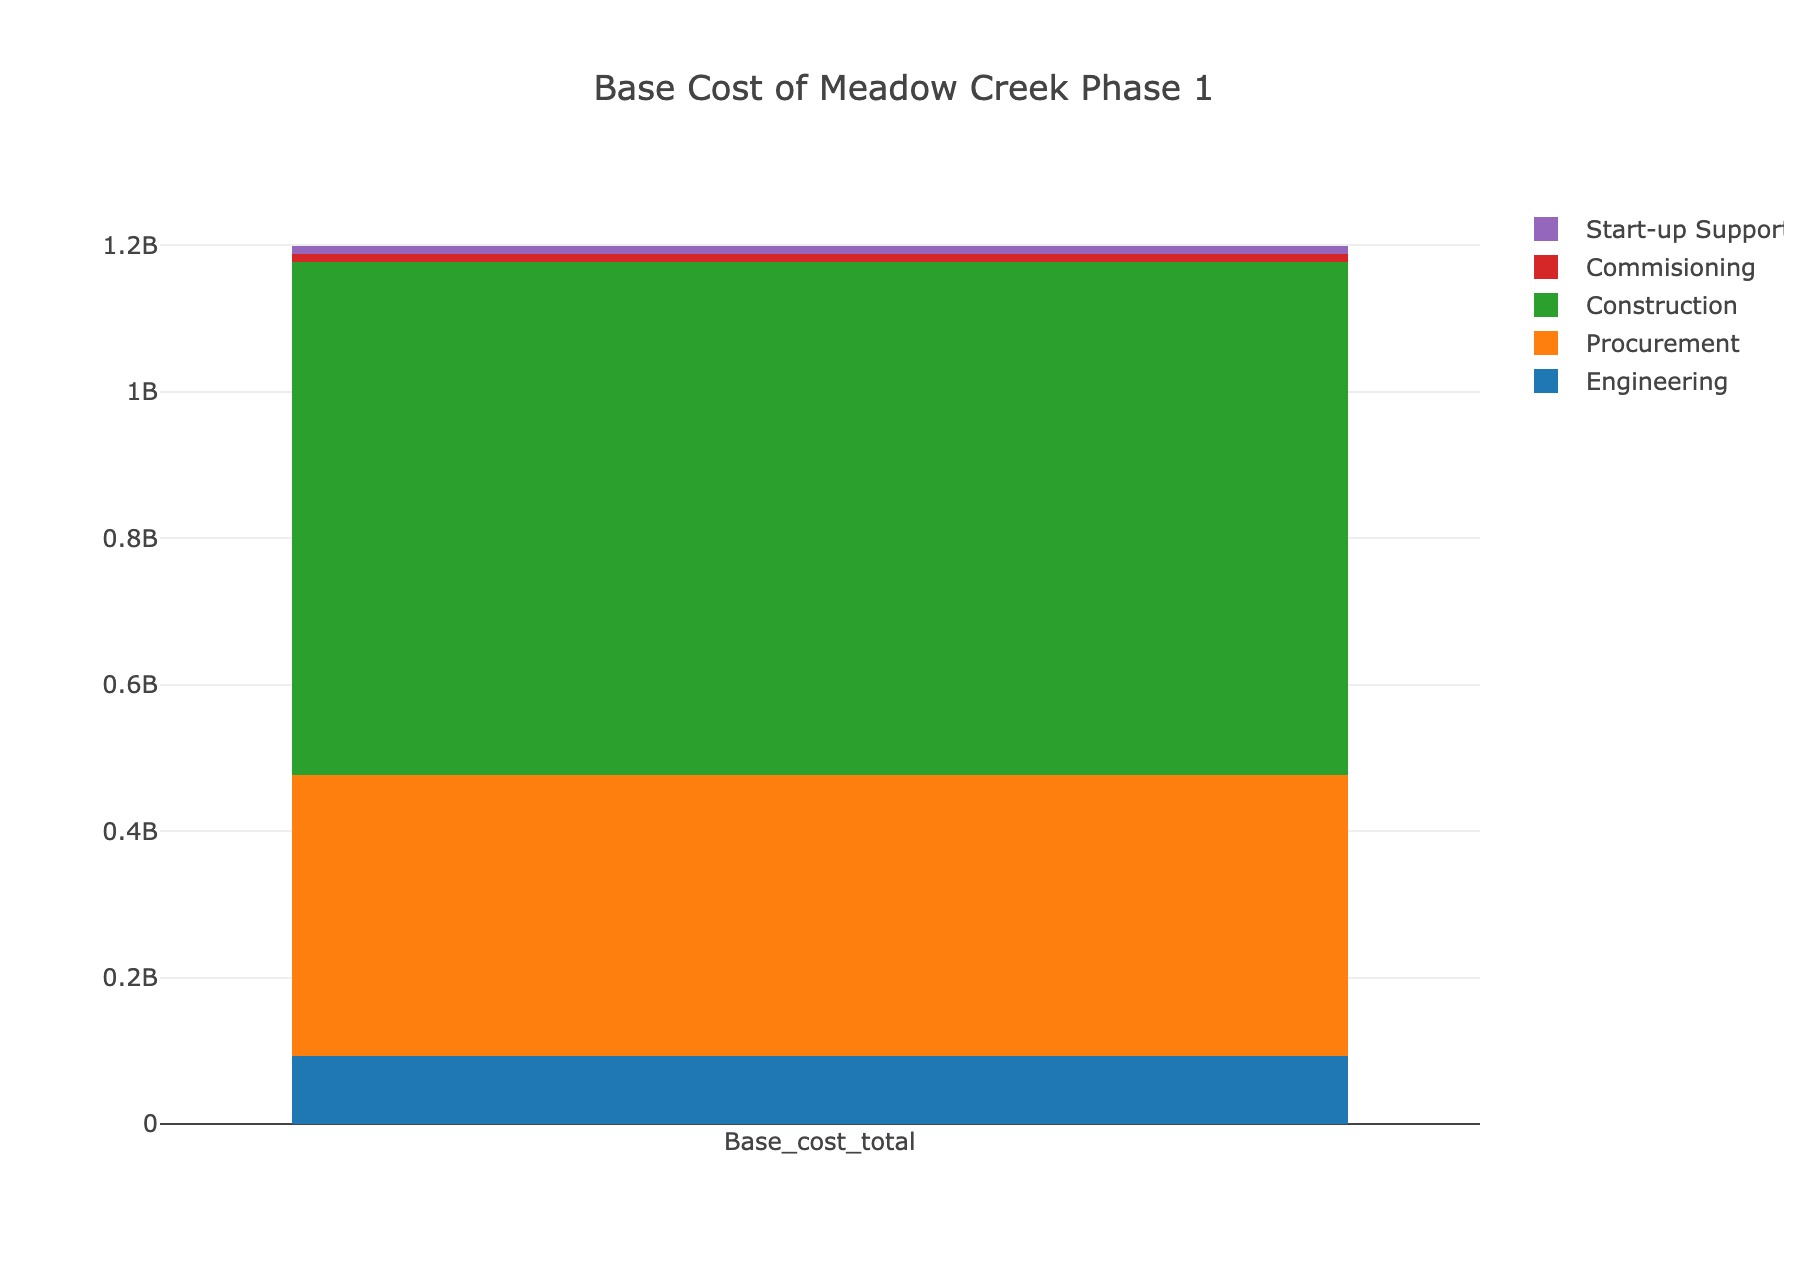 Base Cost of Meadow Creek Phase 1
1.2B
1B
0.8B
0.6B
0.4B
0.2B
0
Base_cost_total
Start-up Support
Commisioning
Construction
Procurement
Engineering